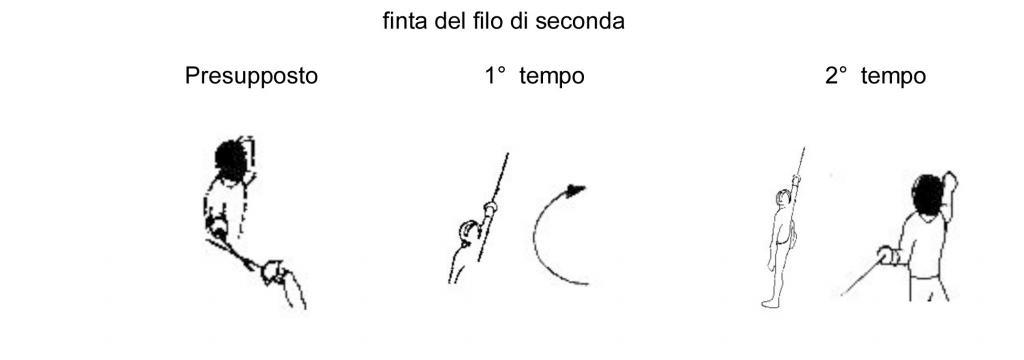 finta del filo di seconda
Presupposto 1° tempo 2° tempo